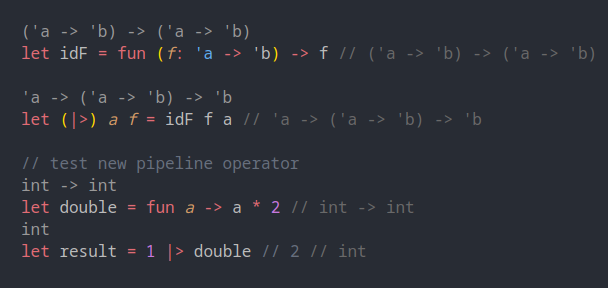 ('a -> 'b) -> ('a -> 'b)
let idF = fun (f: 'a -> 'b) -> f // ('a -> 'b) -> ('a -> 'b)
'a -> ('a -> 'b) -> 'b
let (|>) a f = idF f a // 'a -> ('a -> 'b) -> 'b
// test new pipeline operator
int -> int
let double = fun a -> a * 2 // int -> int
int
let result = 1 |> double // 2 // int